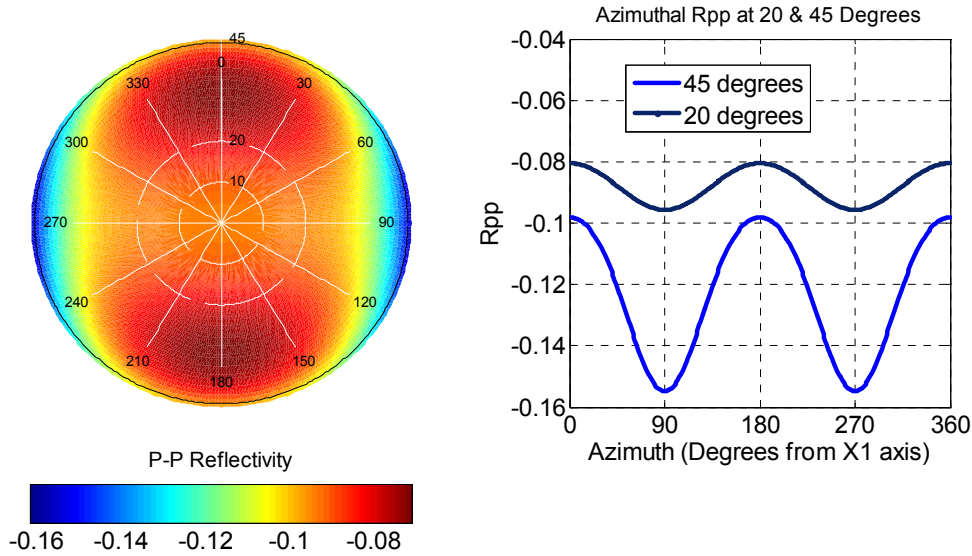 45
0
330
30
300
60
20
10
270
90
240
120
210
150
180
P-P Reflectivity
-0.16 -0.14 -0.12 -0.1 -0.08
Azimuthal Rpp at 20 & 45 Degrees
-0.04
-0.06
-0.08
-0.1
-0.12
-0.14
-0.16
Rpp
45 degrees
20 degrees
0 90 180 270 360
Azimuth (Degrees from X1 axis)